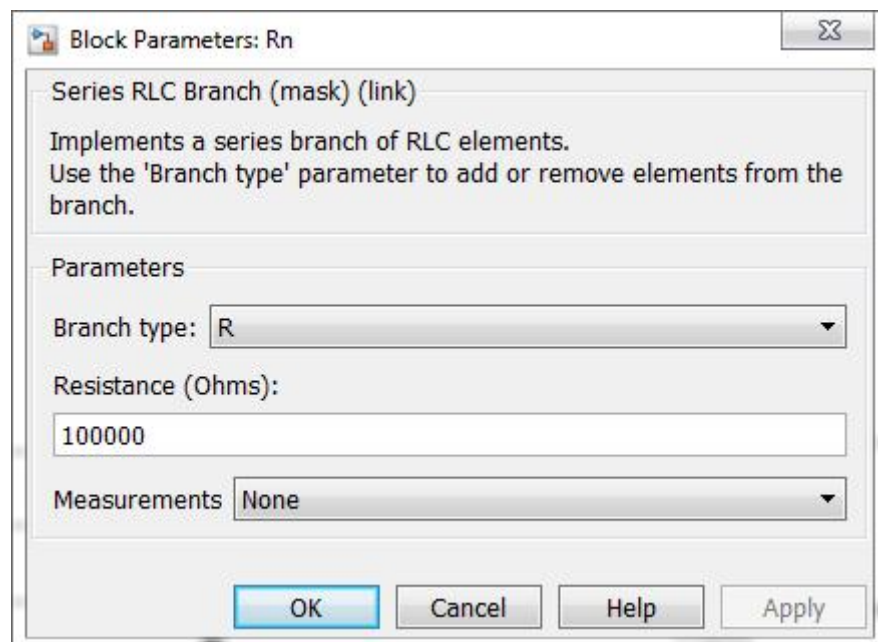 Block Parameters: Rn
Series RLC Branch (mask) (link)
Implements a series branch of RLC elements.
Use the 'Branch type' parameter to add or remove elements from the
branch.
Parameters
Branch type: R
Resistance (Ohms):
100000
Measurements None
OK Cancel Help Apply